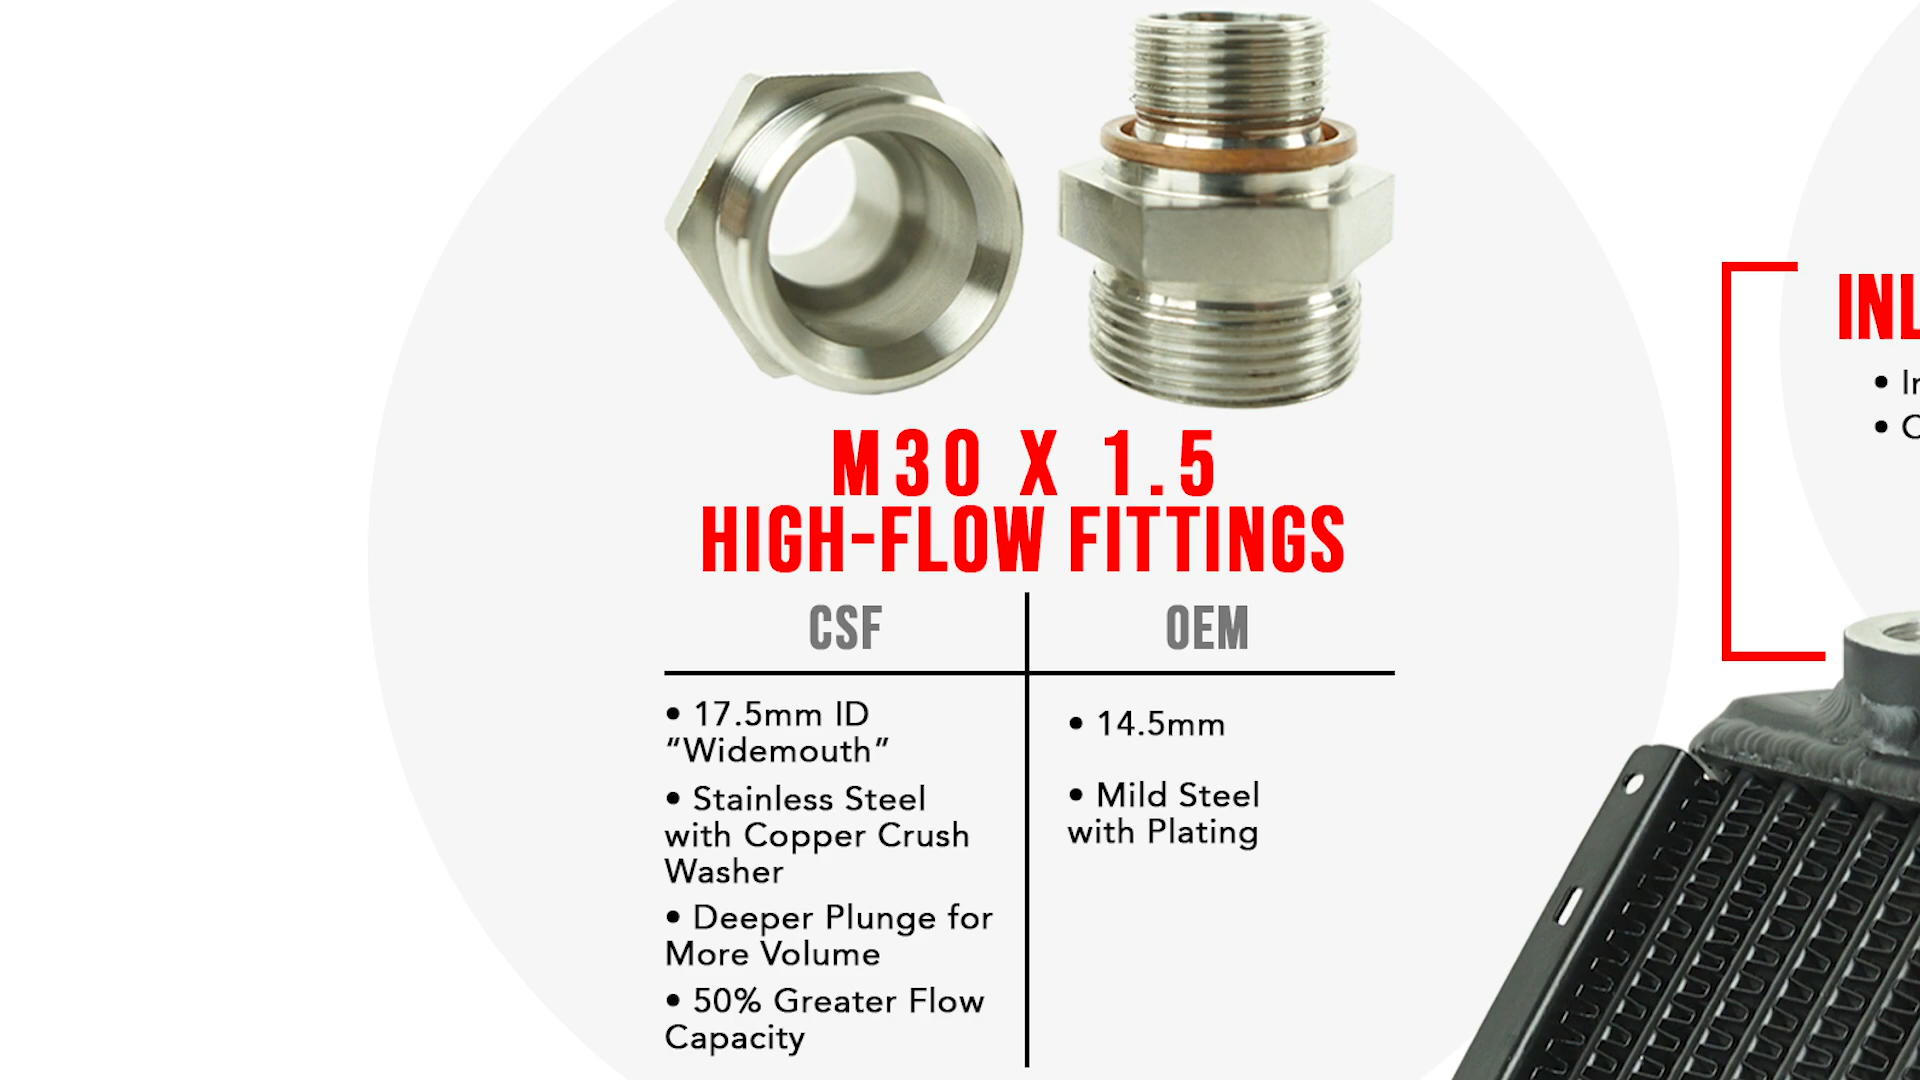 M30 X 1.5
HIGH-FLOW FITTINGS
CSF
OEM
• 17.5mm ID
“Widemouth”
• Stainless Steel
with Copper Crush
Washer
• Deeper Plunge for
More Volume
• 50% Greater Flow
Capacity
• 14.5mm
• Mild Steel
with Plating